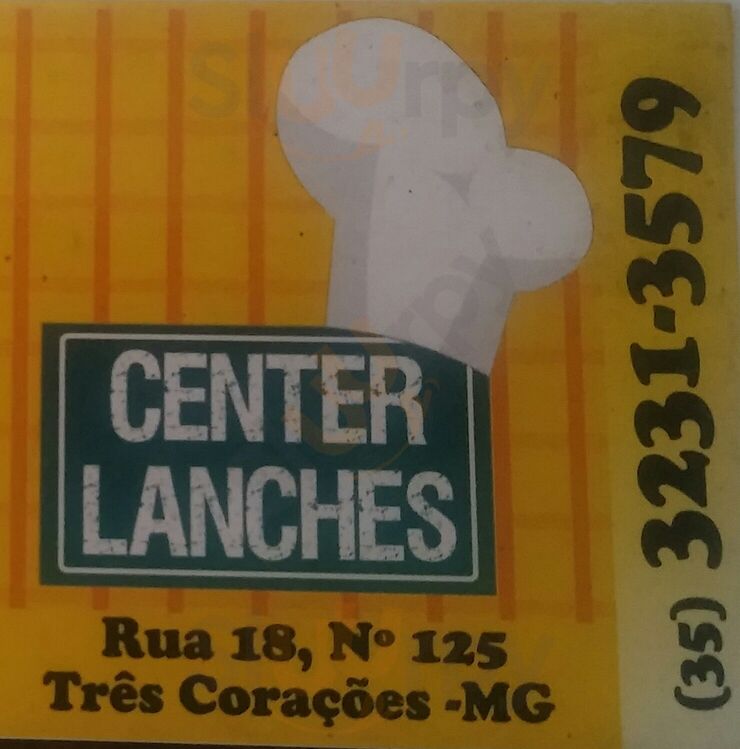 CENTER
LANCHES
Rua 18, Nº 125
Três Corações -MG
(35) 3231-3579